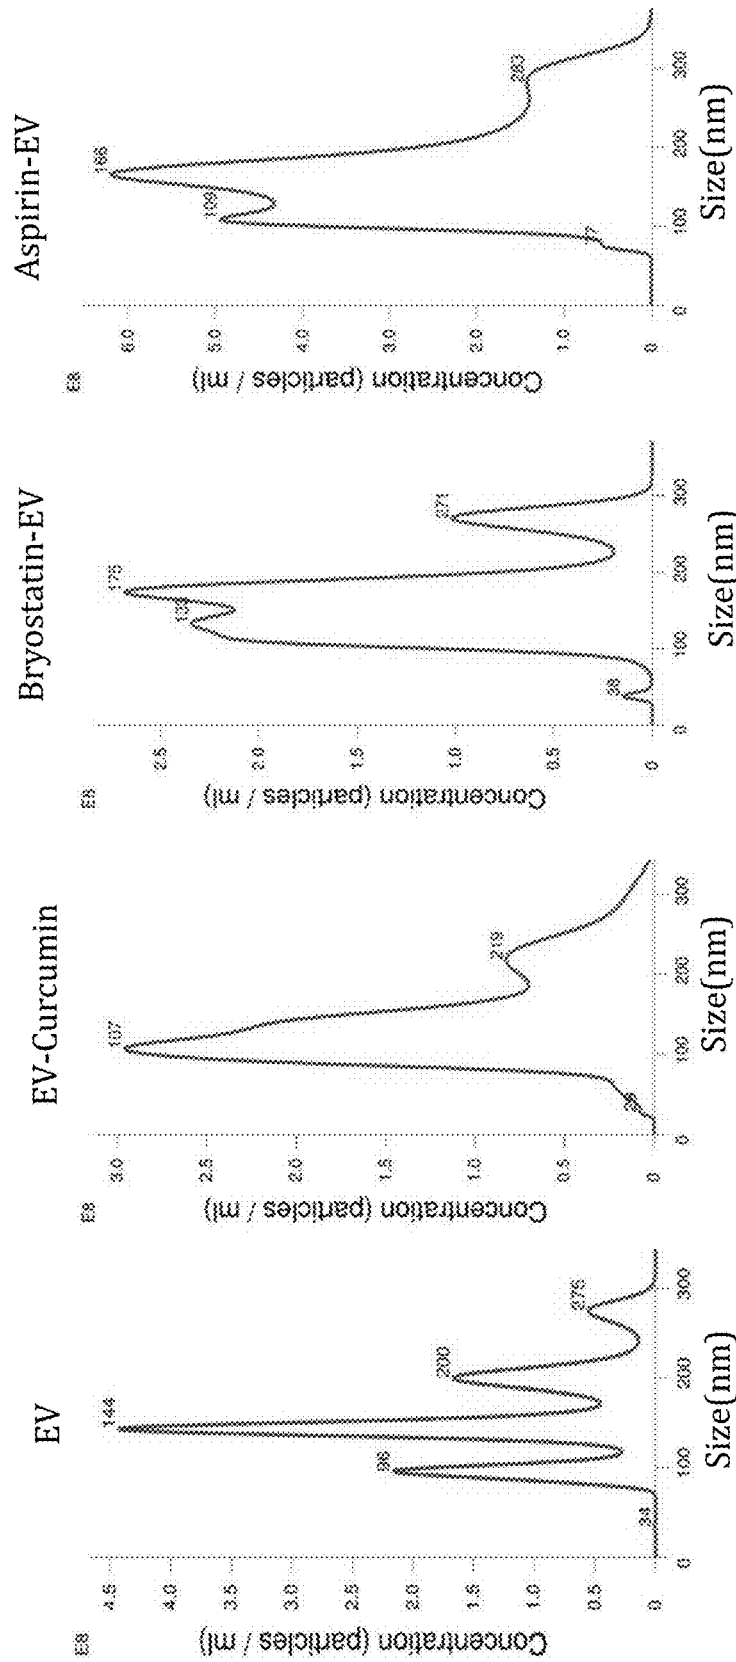 EV
E8
Concentration (particles / ml)
4.5
4.0
3.5
3.0
2.5
2.0
1.5
1.0
0.5
0
34
96
144
200
275
0 100 200 300
Size(nm)
EV-Curcumin
E8
Concentration (particles / ml)
3.0
2.5
2.0
1.5
1.0
0.5
0
107
219
0 100 200 300
Size(nm)
Bryostatin-EV
E8
Concentration (particles / ml)
2.5
2.0
1.5
1.0
0.5
0
38
175
271
0 100 200 300
Size(nm)
Aspirin-EV
E8
Concentration (particles / ml)
6.0
5.0
4.0
3.0
2.0
1.0
0
77
109
166
283
0 100 200 300
Size(nm)